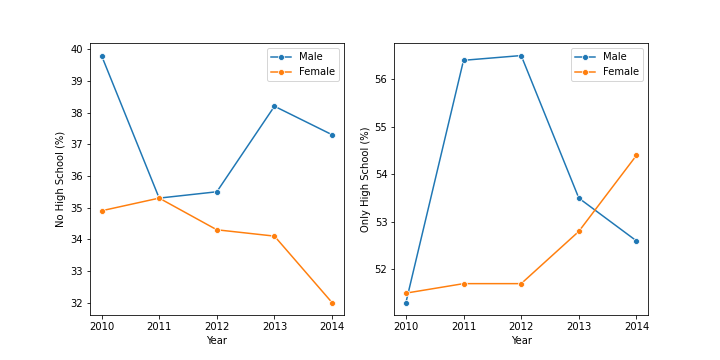 40
39
38
37
36
35
34
33
32
No High School (%)
2010 2011 2012 2013 2014
Year
Male
Female
56
55
54
53
52
Only High School (%)
2010 2011 2012 2013 2014
Year
Male
Female